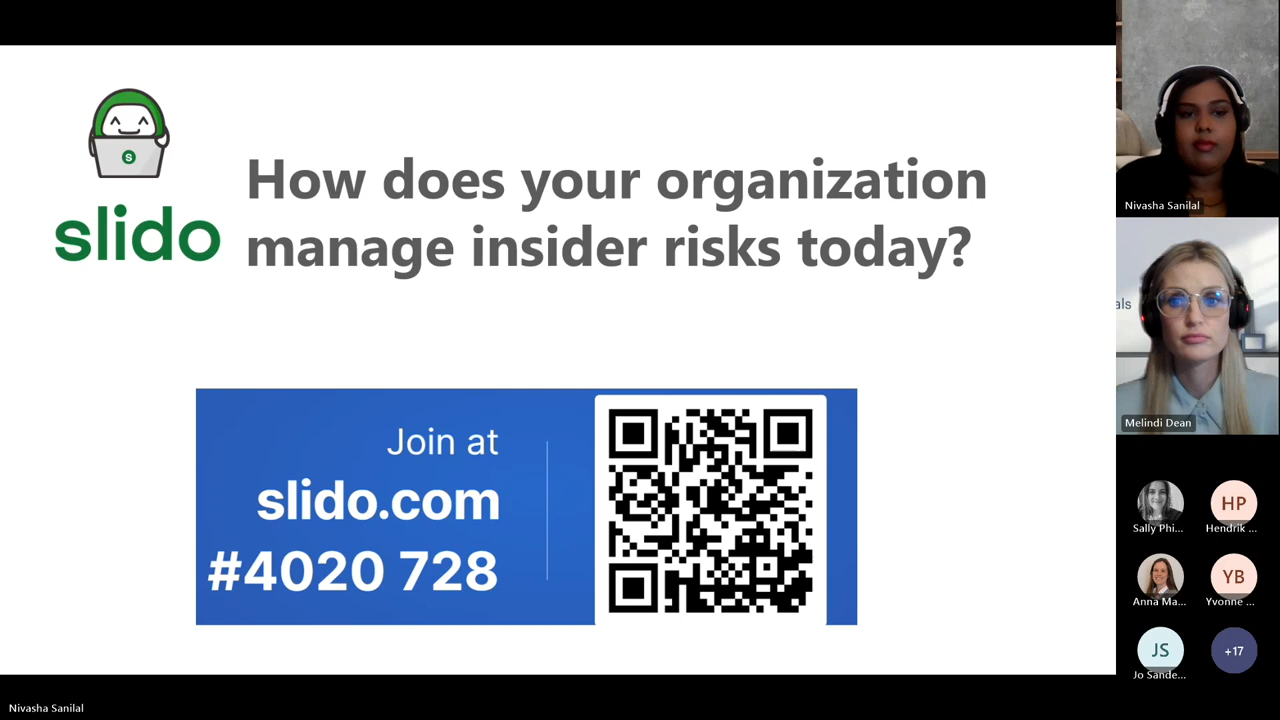 slido
How does your organization
manage insider risks today?
Join at
slido.com
#4020 728
Nivasha Sanilal
als
Melindi Dean
Sally Phi...
HP
Hendrik ...
Anna Ma...
YB
Yvonne ...
JS
Jo Sande...
+17
Nivasha Sanilal